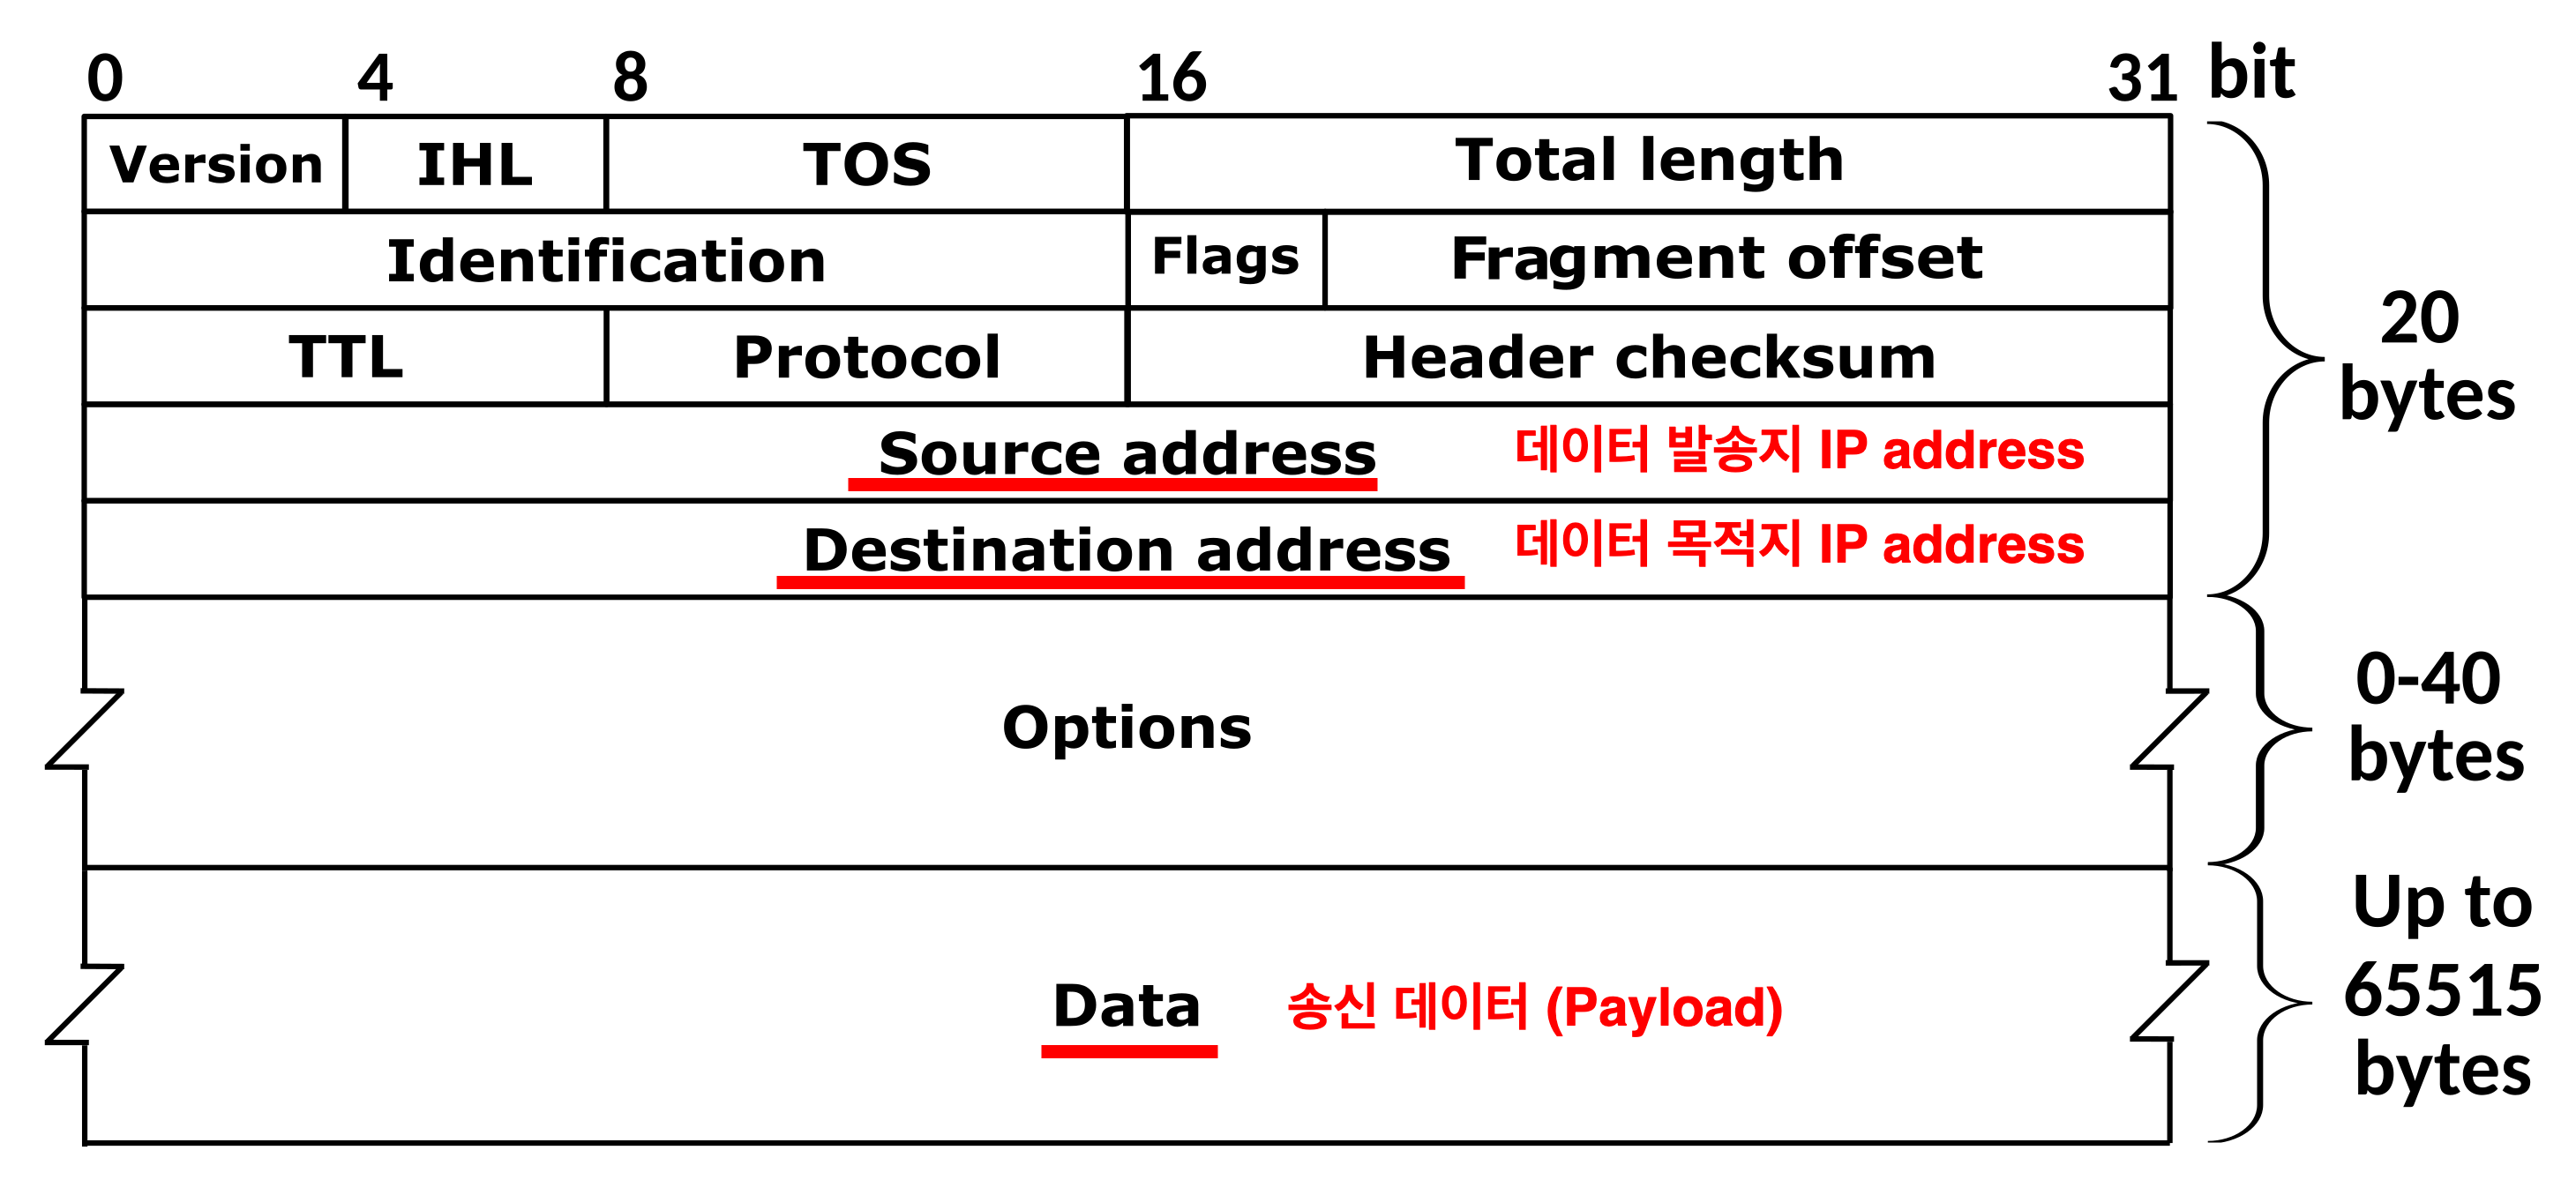 0 4 8 16 31 bit
Version IHL TOS Total length
Identification Flags Fragment offset
TTL Protocol Header checksum
Source address 데이터 발송지 IP address
Destination address 데이터 목적지 IP address
20
bytes
Options
0-40
bytes
Data 송신 데이터 (Payload)
Up to
65515
bytes